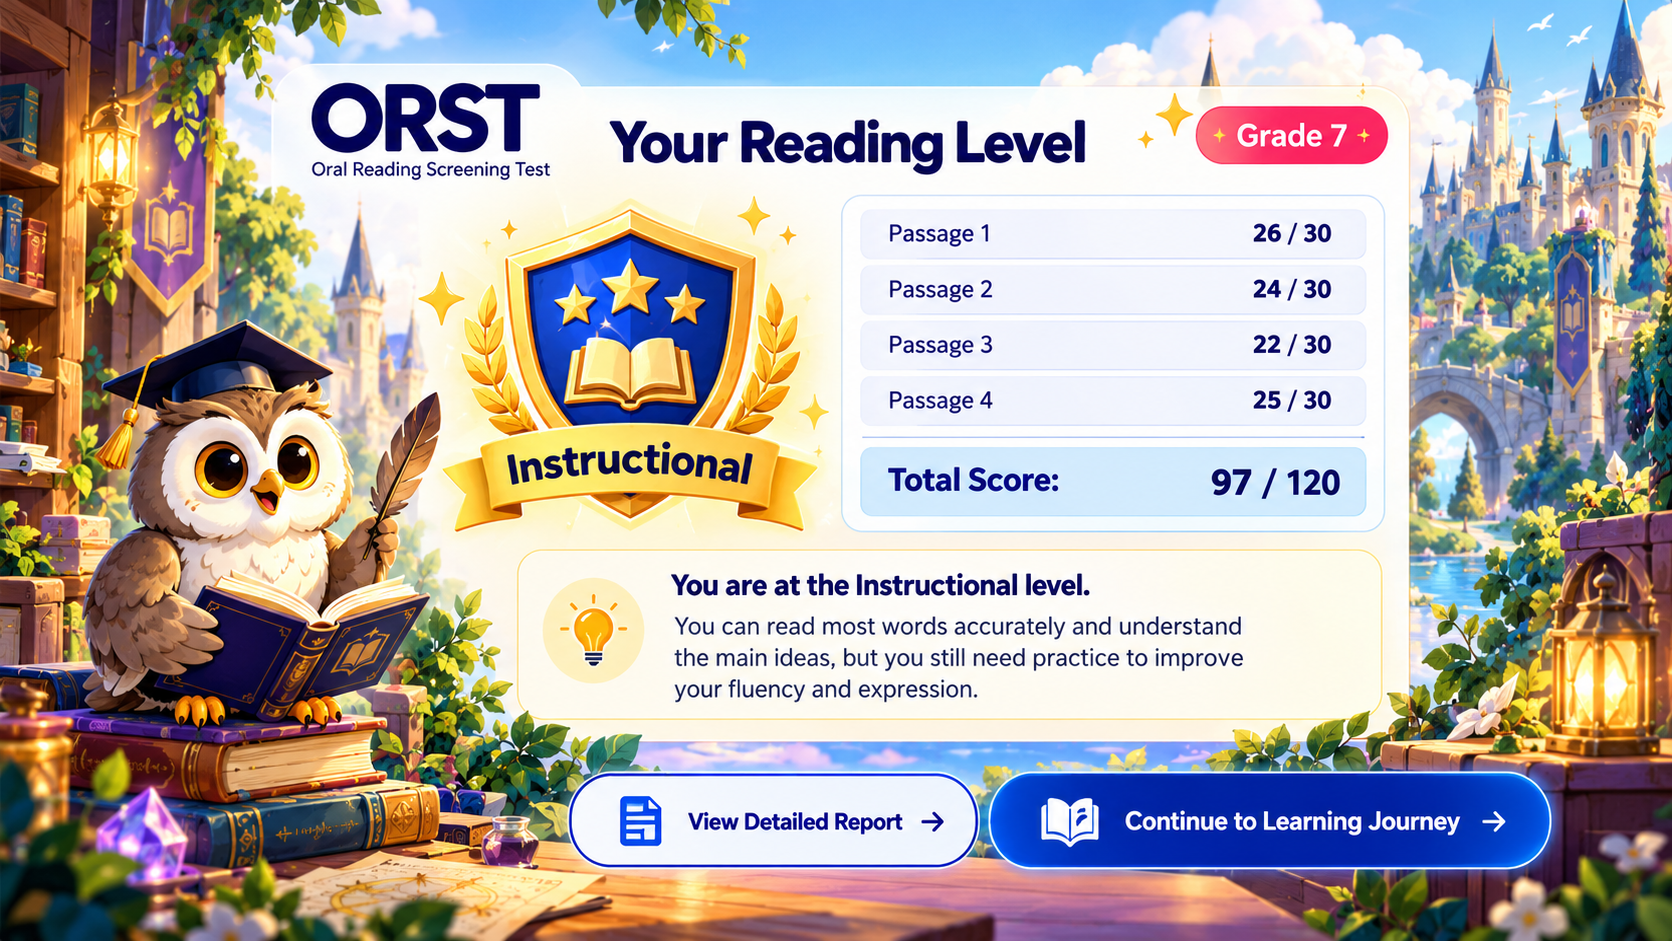 ORST
Oral Reading Screening Test
Your Reading Level
Grade 7
Instructional
Passage 1 26 / 30
Passage 2 24 / 30
Passage 3 22 / 30
Passage 4 25 / 30
Total Score: 97 / 120
You are at the Instructional level.
You can read most words accurately and understand
the main ideas, but you still need practice to improve
your fluency and expression.
View Detailed Report →
Continue to Learning Journey →